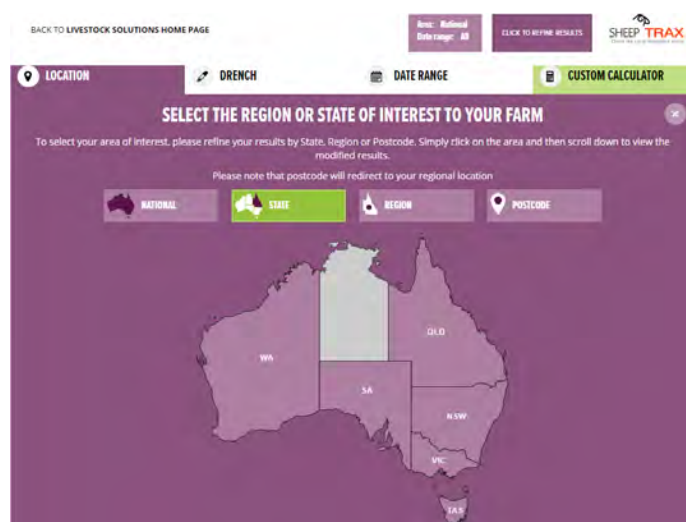 BACK TO LIVESTOCK SOLUTIONS HOME PAGE
Area: National
Date range: All
CLICK TO REFINE RESULTS
SHEEP TRAX
LOCATION
DRENCH
DATE RANGE
CUSTOM CALCULATOR
SELECT THE REGION OR STATE OF INTEREST TO YOUR FARM
To select your area of interest, please refine your results by State, Region or Postcode. Simply click on the area and then scroll down to view the
modified results.
Please note that postcode will redirect to your regional location
NATIONAL
STATE
REGION
POSTCODE
WA
QLD
SA
NSW
VIC
TAS